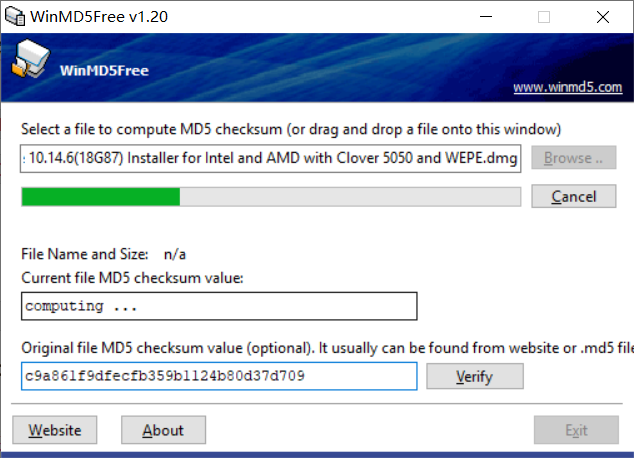 WinMD5Free v1.20
WinMD5Free
www.winmd5.com
Select a file to compute MD5 checksum (or drag and drop a file onto this window)
: 10.14.6(18G87) Installer for Intel and AMD with Clover 5050 and WEPE.dmg
Browse ..
Cancel
File Name and Size: n/a
Current file MD5 checksum value:
computing ...
Original file MD5 checksum value (optional). It usually can be found from website or .md5 file
c9a861f9dfecfb359b1124b80d37d709
Verify
Website
About
Exit